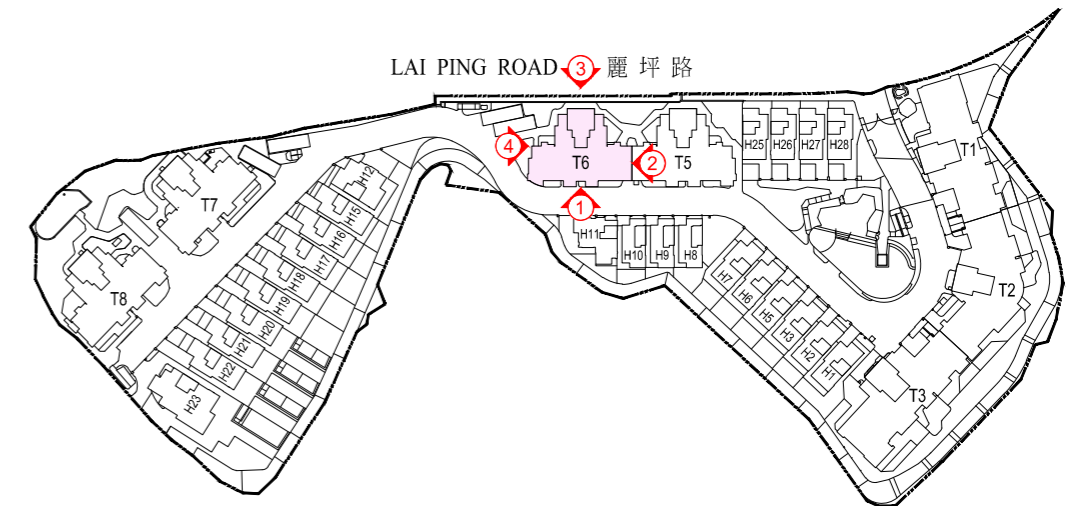 LAI PING ROAD 3 麗坪路
4
T6
2
T5
1
H25
H26
H27
H28
T1
T7
H12
H15
H16
H17
H18
H19
H20
H21
H22
H23
T8
H11
H10
H9
H8
H7
H6
H5
H3
H2
H1
T2
T3